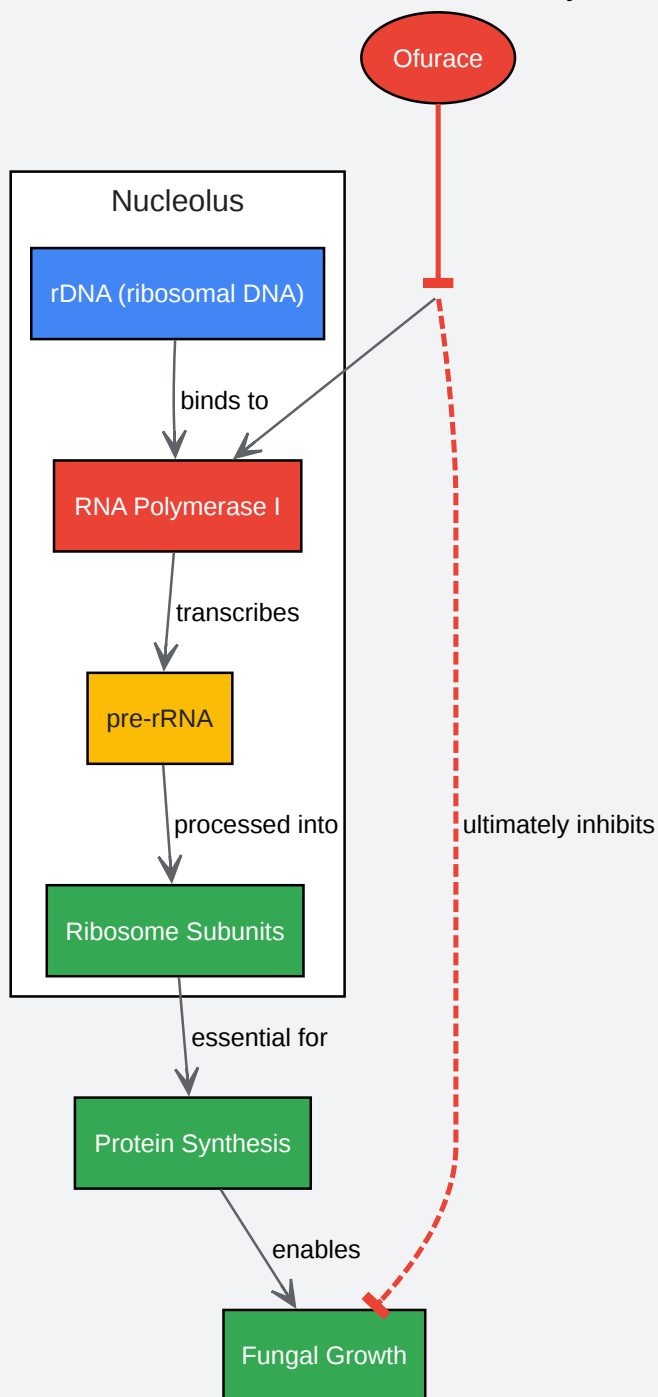 Ofurace
Nucleolus
rDNA (ribosomal DNA)
binds to
RNA Polymerase I
transcribes
pre-rRNA
processed into
ultimately inhibits
Ribosome Subunits
essential for
Protein Synthesis
enables
Fungal Growth